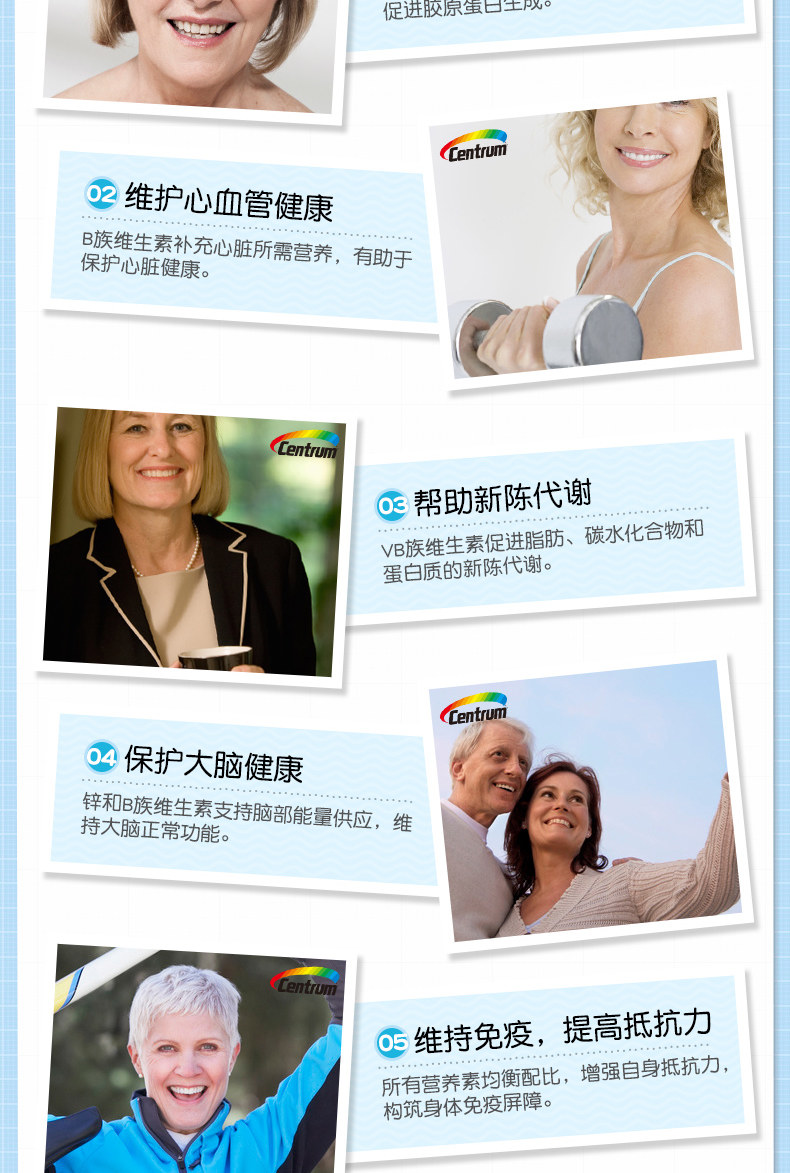 促进胶原蛋白生成。
Centrum
02 维护心血管健康
B族维生素补充心脏所需营养，有助于
保护心脏健康。
Centrum
03 帮助新陈代谢
VB族维生素促进脂肪、碳水化合物和
蛋白质的新陈代谢。
Centrum
04 保护大脑健康
锌和B族维生素支持脑部能量供应，维
持大脑正常功能。
Centrum
05 维持免疫，提高抵抗力
所有营养素均衡配比，增强自身抵抗力，
构筑身体免疫屏障。